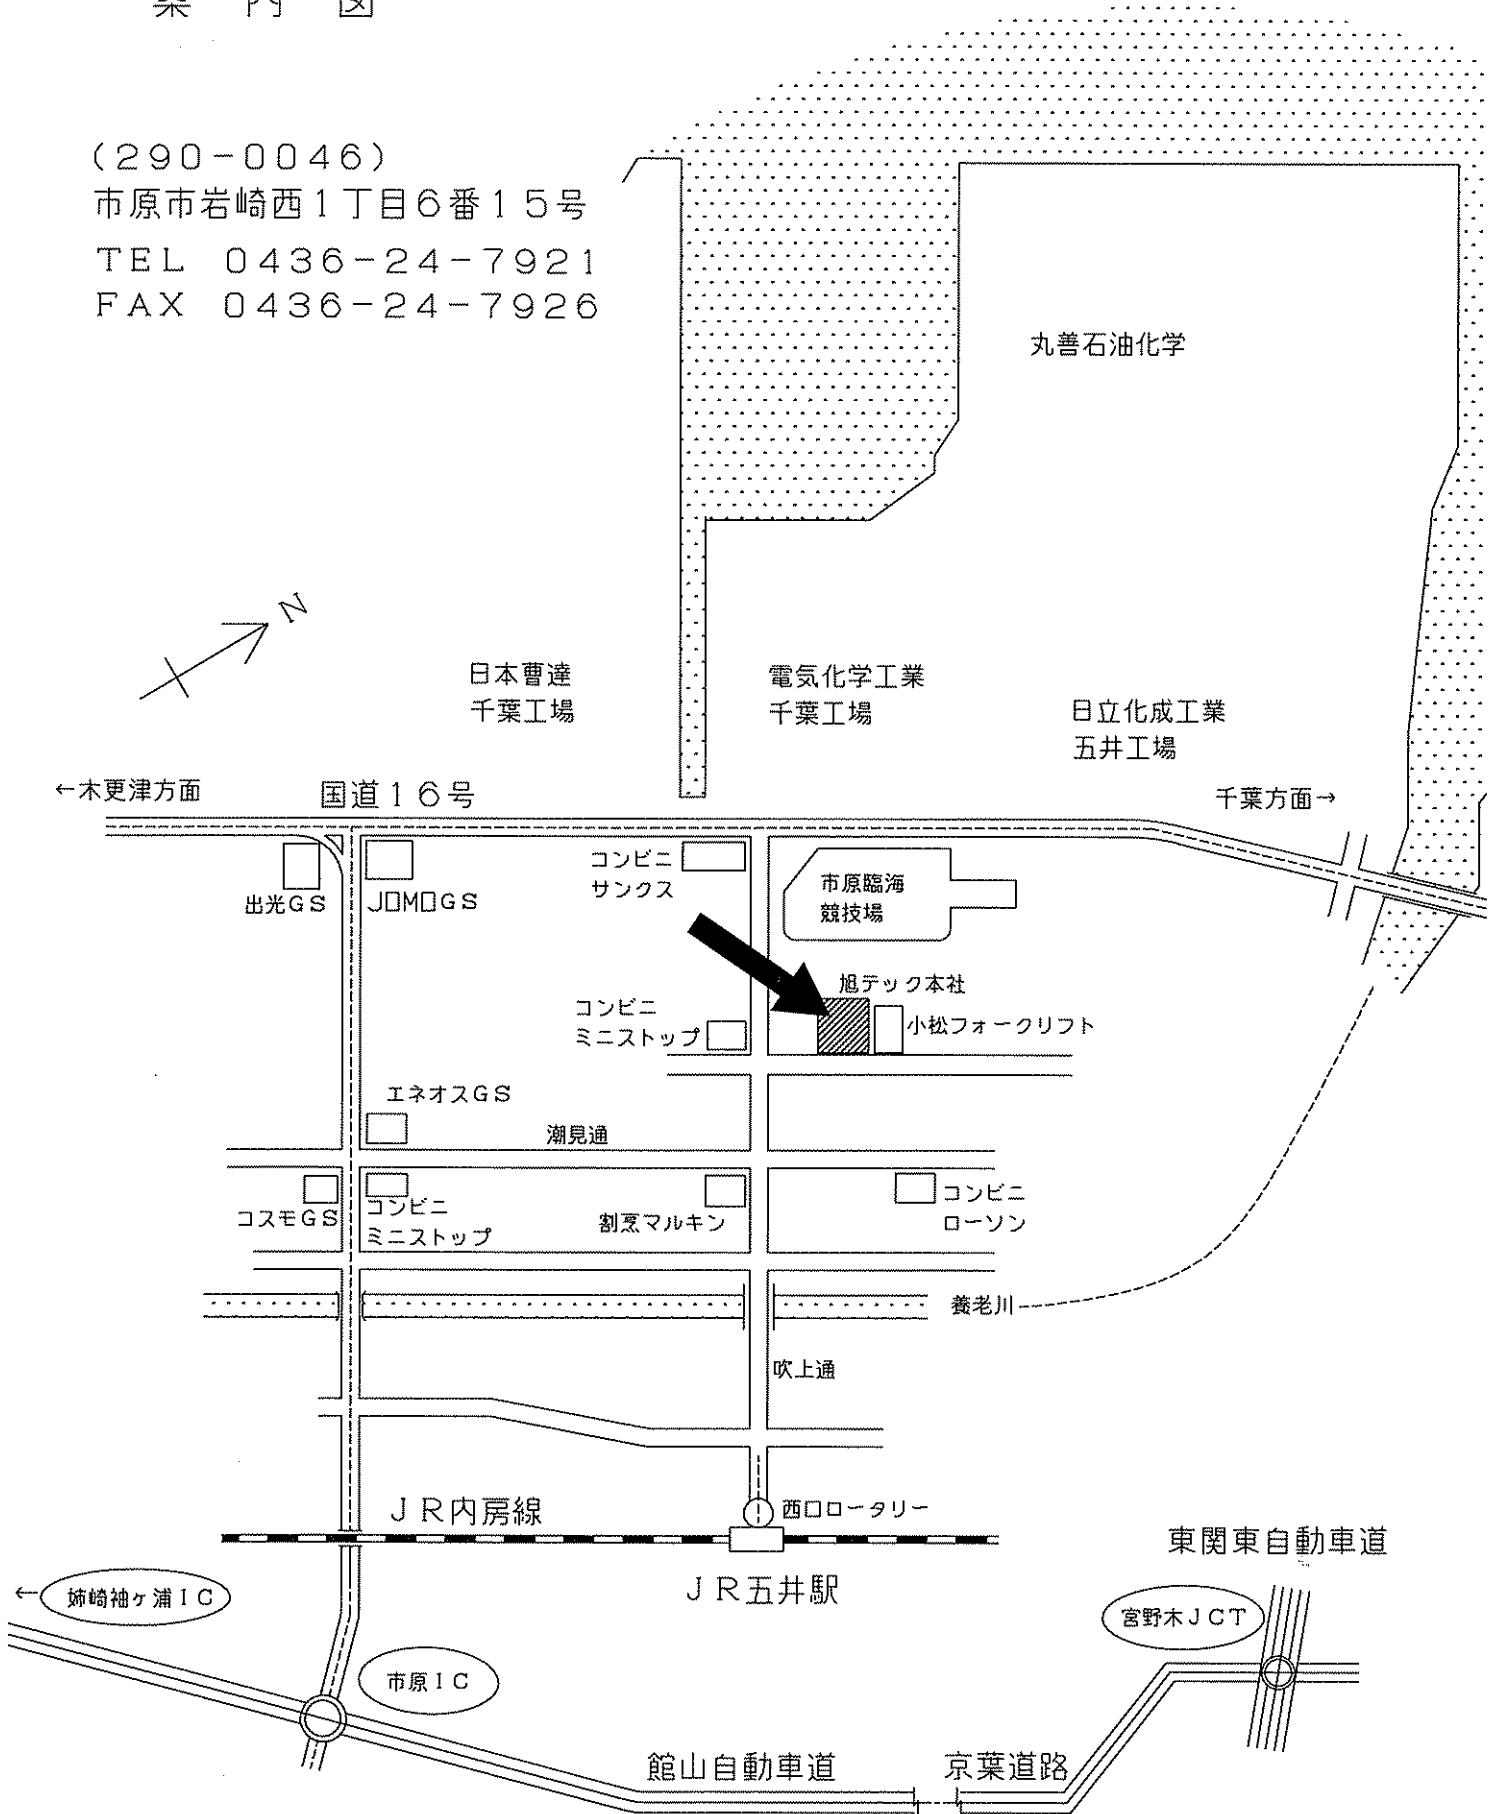 案内図
(290-0046)
市原市岩崎西1丁目6番15号
TEL 0436-24-7921
FAX 0436-24-7926
丸善石油化学
N
日本曹達
千葉工場
電気化学工業
千葉工場
日立化成工業
五井工場
←木更津方面
国道16号
千葉方面→
出光GS
JOMOGS
コンビニ
サンクス
市原臨海
競技場
旭テック本社
小松フォークリフト
コンビニ
ミニストップ
エネオスGS
潮見通
コスモGS
コンビニ
ミニストップ
割烹マルキン
コンビニ
ローソン
養老川
吹上通
JR内房線
西口ロータリー
JR五井駅
東関東自動車道
←姉崎袖ヶ浦IC
宮野木JCT
市原IC
館山自動車道
京葉道路